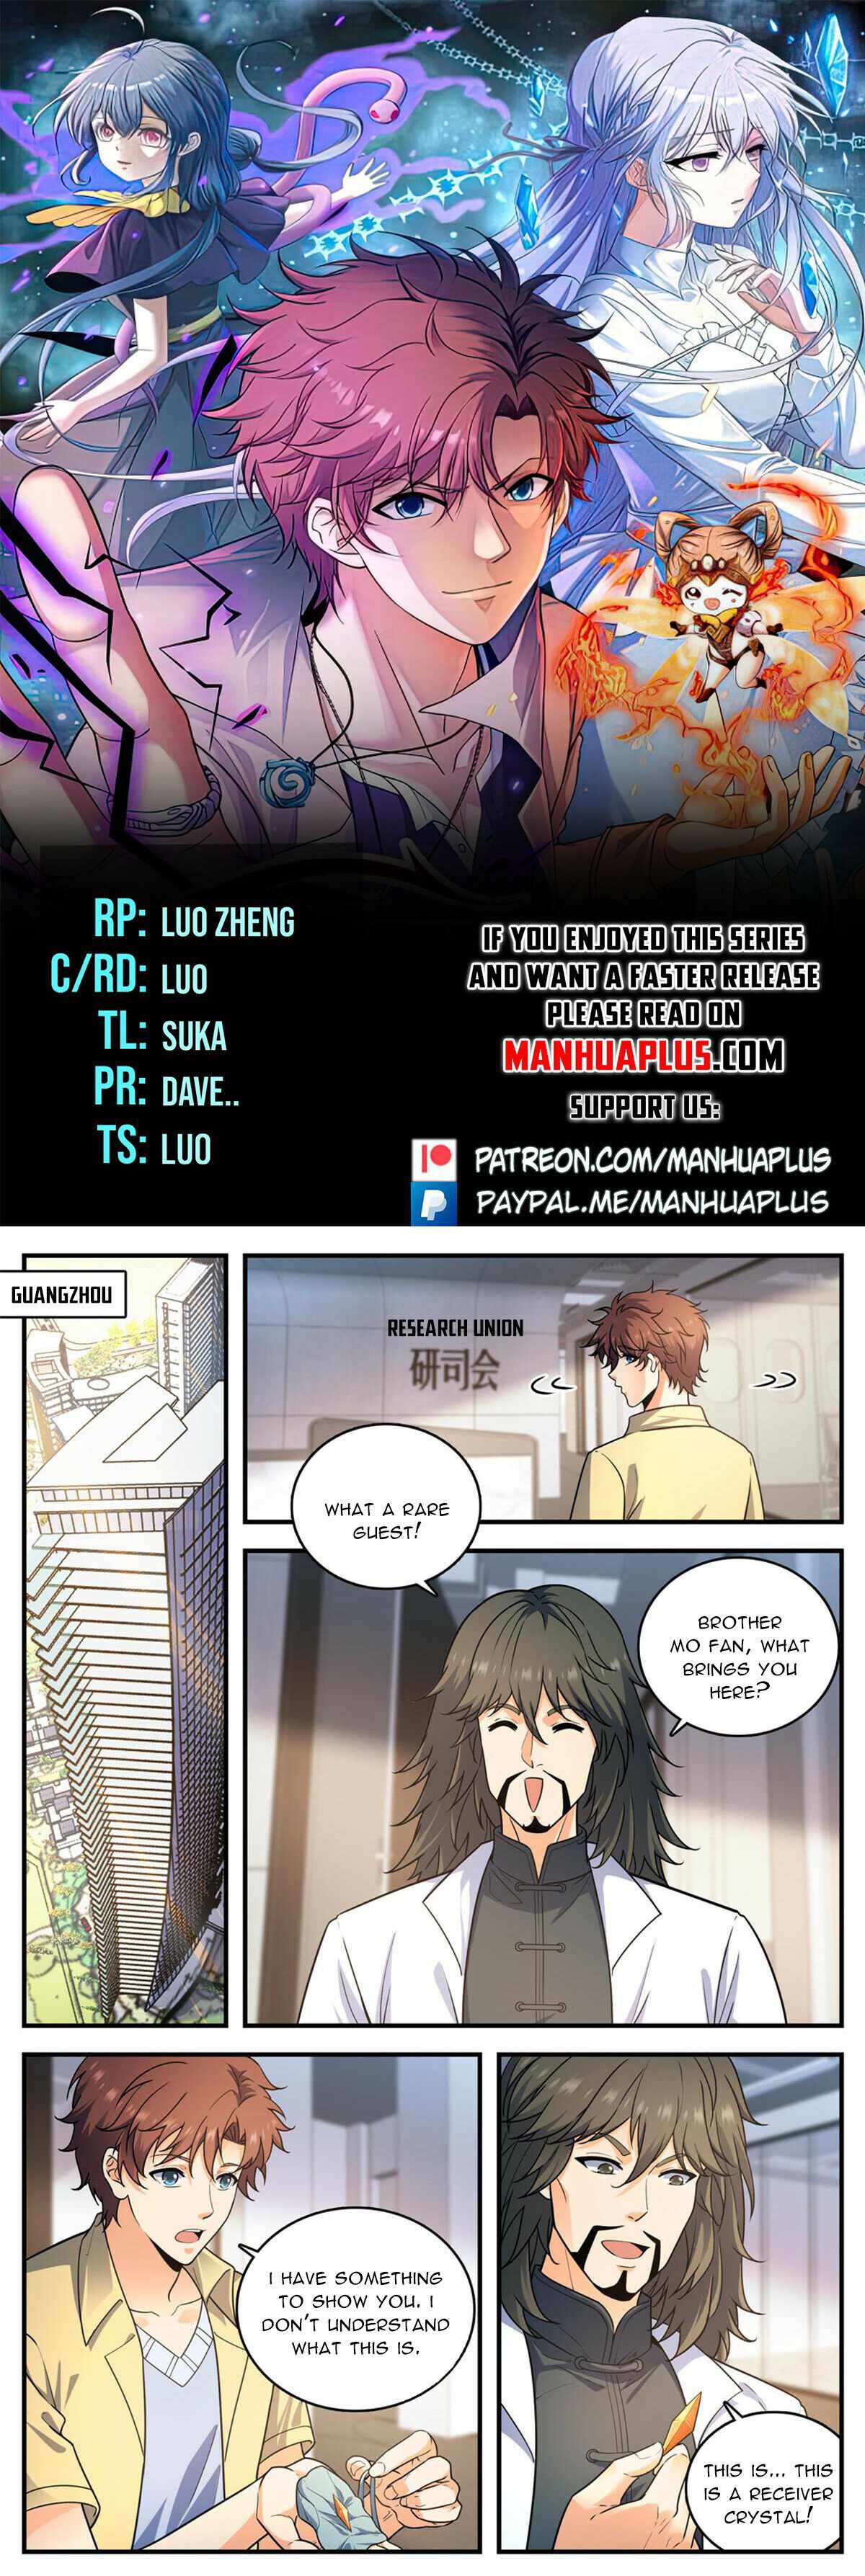 RP: LUO ZHENG
C/RD: LUO
TL: SUKA
PR: DAVE..
TS: LUO
IF YOU ENJOYED THIS SERIES
AND WANT A FASTER RELEASE
PLEASE READ ON
MANHUAPLUS.COM
SUPPORT US:
PATREON.COM/MANHUAPLUS
PAYPAL.ME/MANHUAPLUS
GUANGZHOU
RESEARCH UNION
研司会
WHAT A RARE
GUEST!
BROTHER
MO FAN, WHAT
BRINGS YOU
HERE?
I HAVE SOMETHING
TO SHOW YOU. I
DON'T UNDERSTAND
WHAT THIS IS.
THIS IS... THIS
IS A RECEIVER
CRYSTAL!